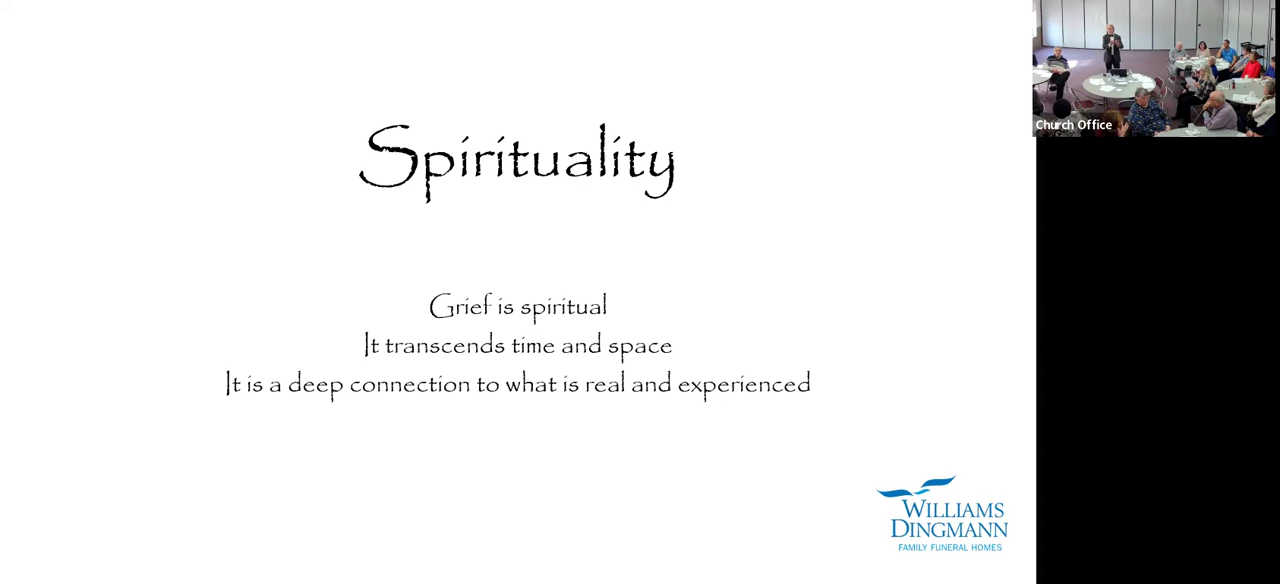 Spirituality
Grief is spiritual
It transcends time and space
It is a deep connection to what is real and experienced
WILLIAMS
DINGMANN
FAMILY FUNERAL HOMES
Church Office